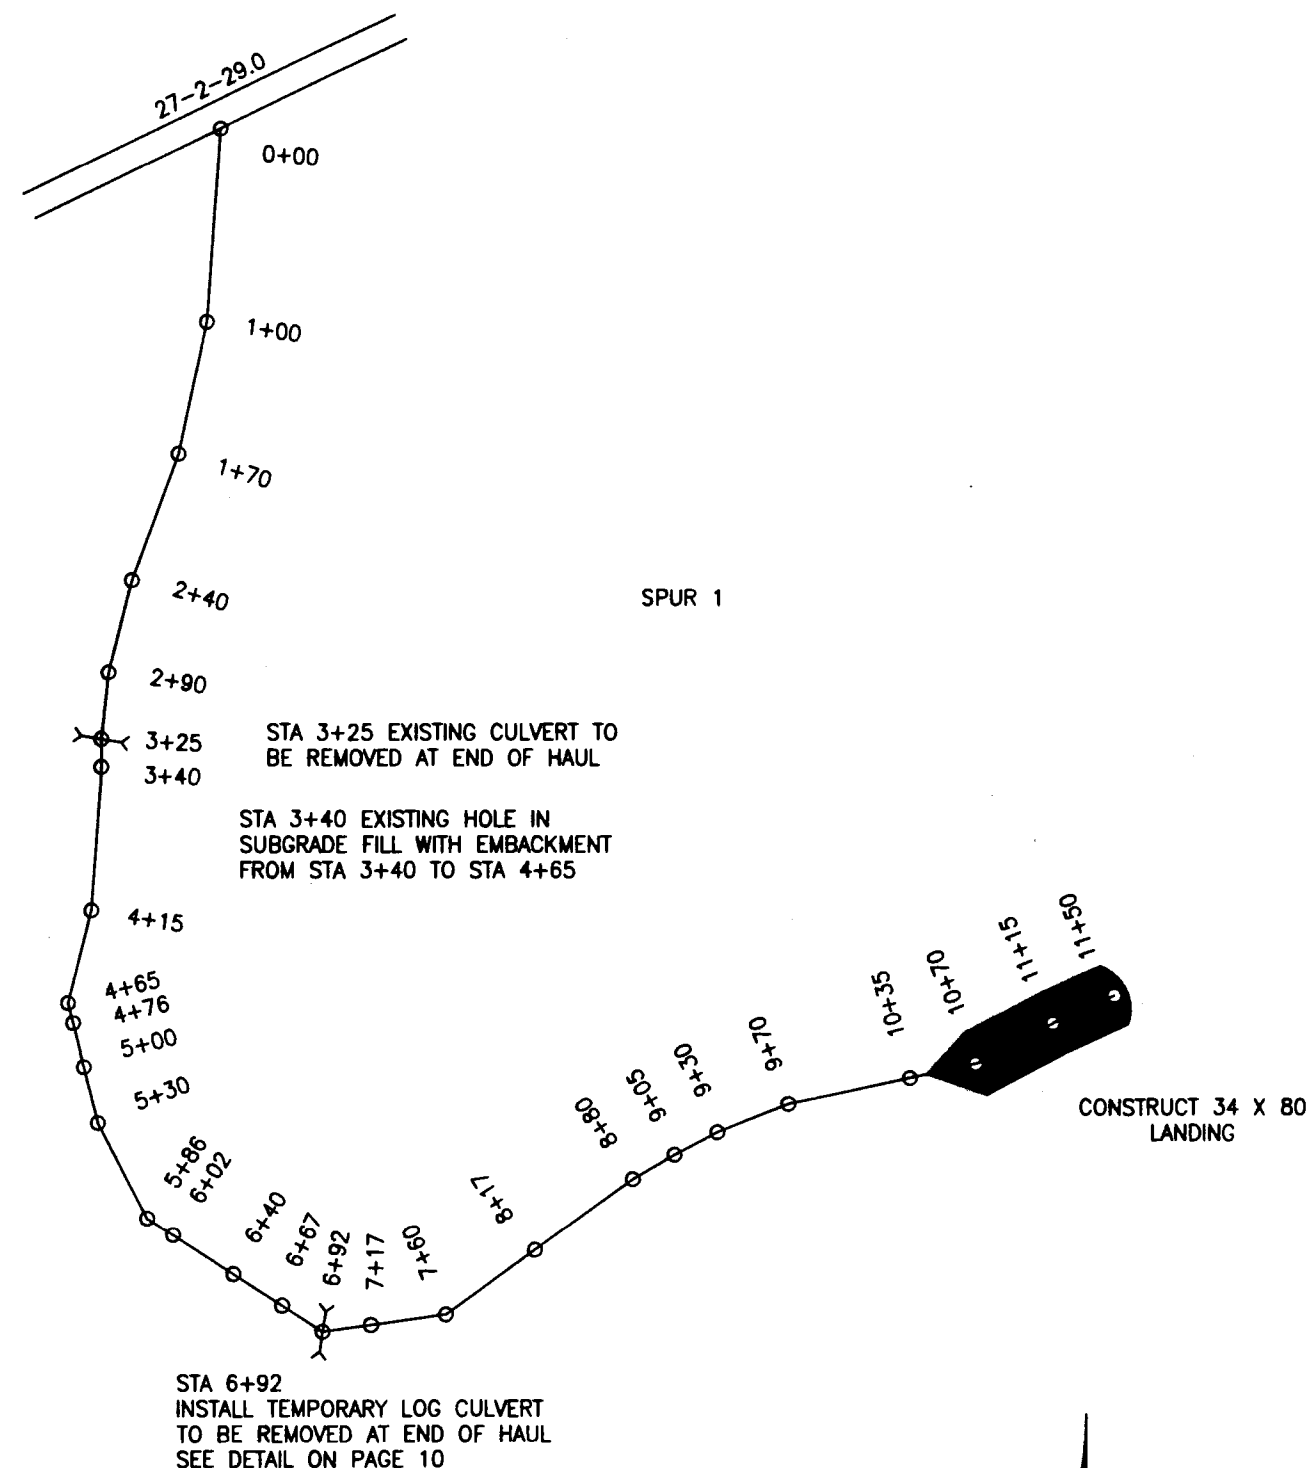 27-2-29.0
0+00
1+00
1+70
2+40
SPUR 1
2+90
3+25
STA 3+25 EXISTING CULVERT TO
BE REMOVED AT END OF HAUL
3+40
STA 3+40 EXISTING HOLE IN
SUBGRADE FILL WITH EMBACKMENT
FROM STA 3+40 TO STA 4+65
4+15
4+65
4+76
5+00
5+30
5+86
6+02
6+40
6+67
6+92
7+17
7+60
8+17
8+80
9+05
9+30
9+70
10+35
10+70
11+15
11+50
CONSTRUCT 34 X 80
LANDING
STA 6+92
INSTALL TEMPORARY LOG CULVERT
TO BE REMOVED AT END OF HAUL
SEE DETAIL ON PAGE 10